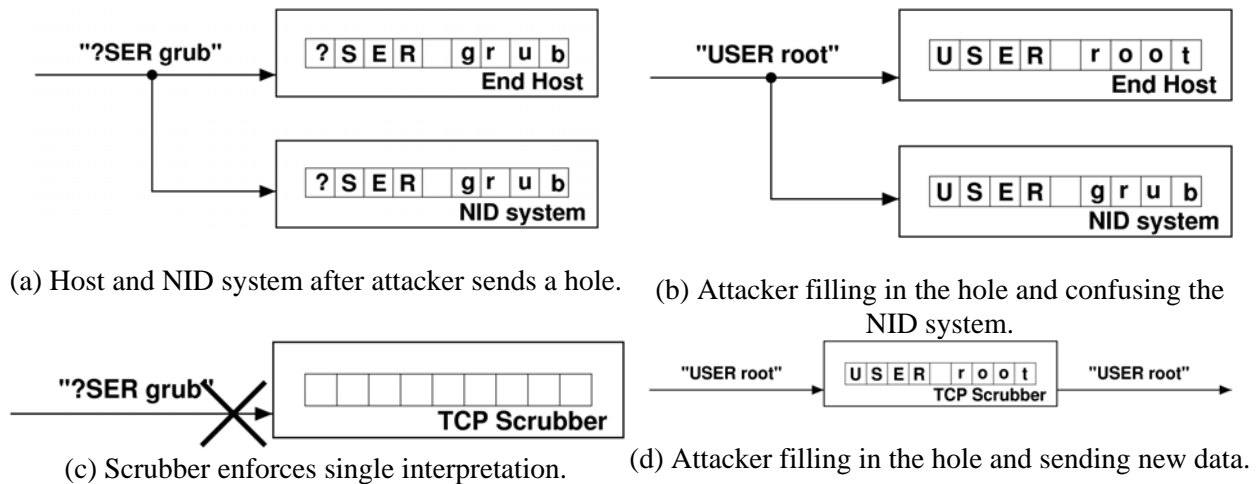 "?SER grub"
? S E R g r u b
End Host
? S E R g r u b
NID system
(a) Host and NID system after attacker sends a hole.
"USER root"
U S E R r o o t
End Host
U S E R g r u b
NID system
(b) Attacker filling in the hole and confusing the
NID system.
"?SER grub"
TCP Scrubber
(c) Scrubber enforces single interpretation.
"USER root"
U S E R r o o t
TCP Scrubber
"USER root"
(d) Attacker filling in the hole and sending new data.